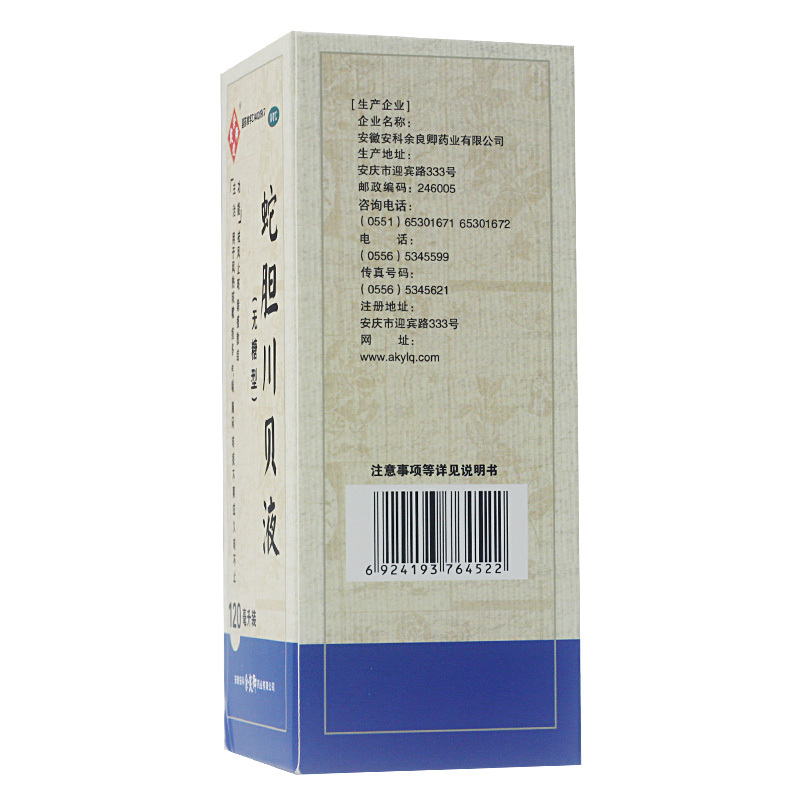 蛇胆川贝液
(无糖型)
120毫升装
[生产企业]
企业名称：
安徽安科余良卿药业有限公司
生产地址：
安庆市迎宾路333号
邮政编码：246005
咨询电话：
(0551) 65301671 65301672
电 话：
(0556) 5345599
传真号码：
(0556) 5345621
注册地址：
安庆市迎宾路333号
网 址：
www.akylq.com
注意事项等详见说明书
6 924193 764522